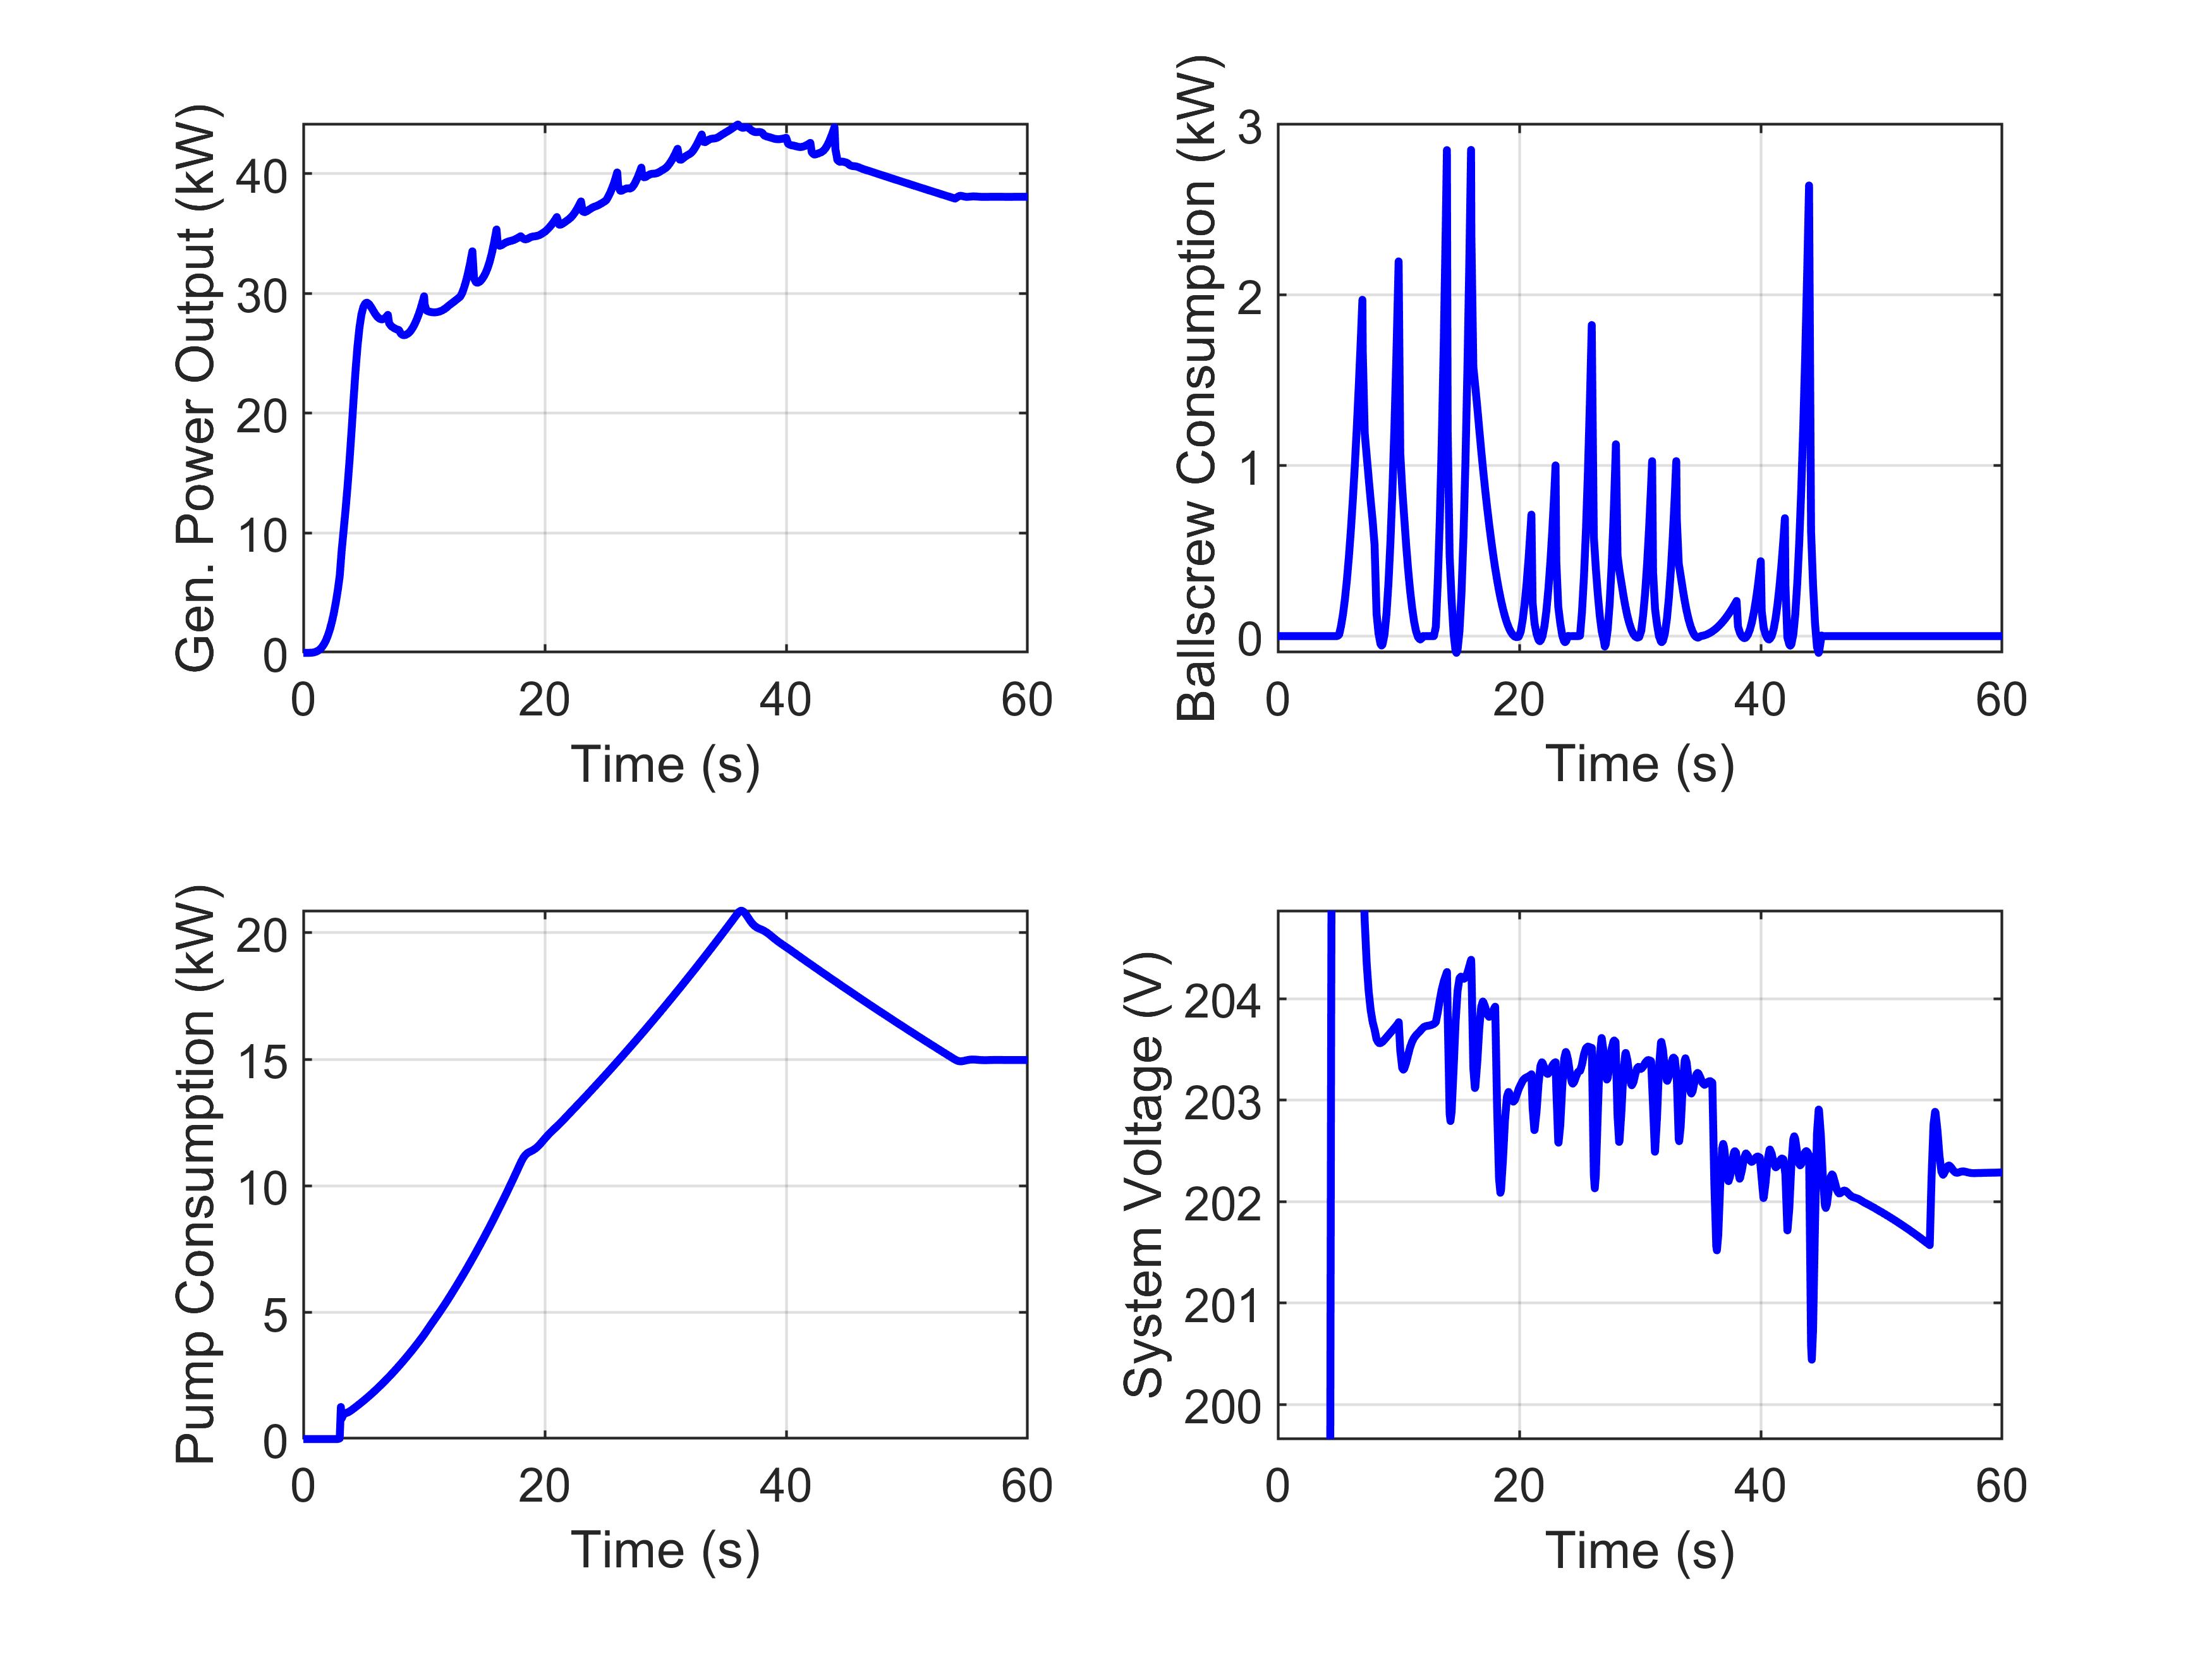 Gen. Power Output (kW)
40
30
20
10
0
0 20 40 60
Time (s)
Ballscrew Consumption (kW)
3
2
1
0
0 20 40 60
Time (s)
Pump Consumption (kW)
20
15
10
5
0
0 20 40 60
Time (s)
System Voltage (V)
204
203
202
201
200
0 20 40 60
Time (s)